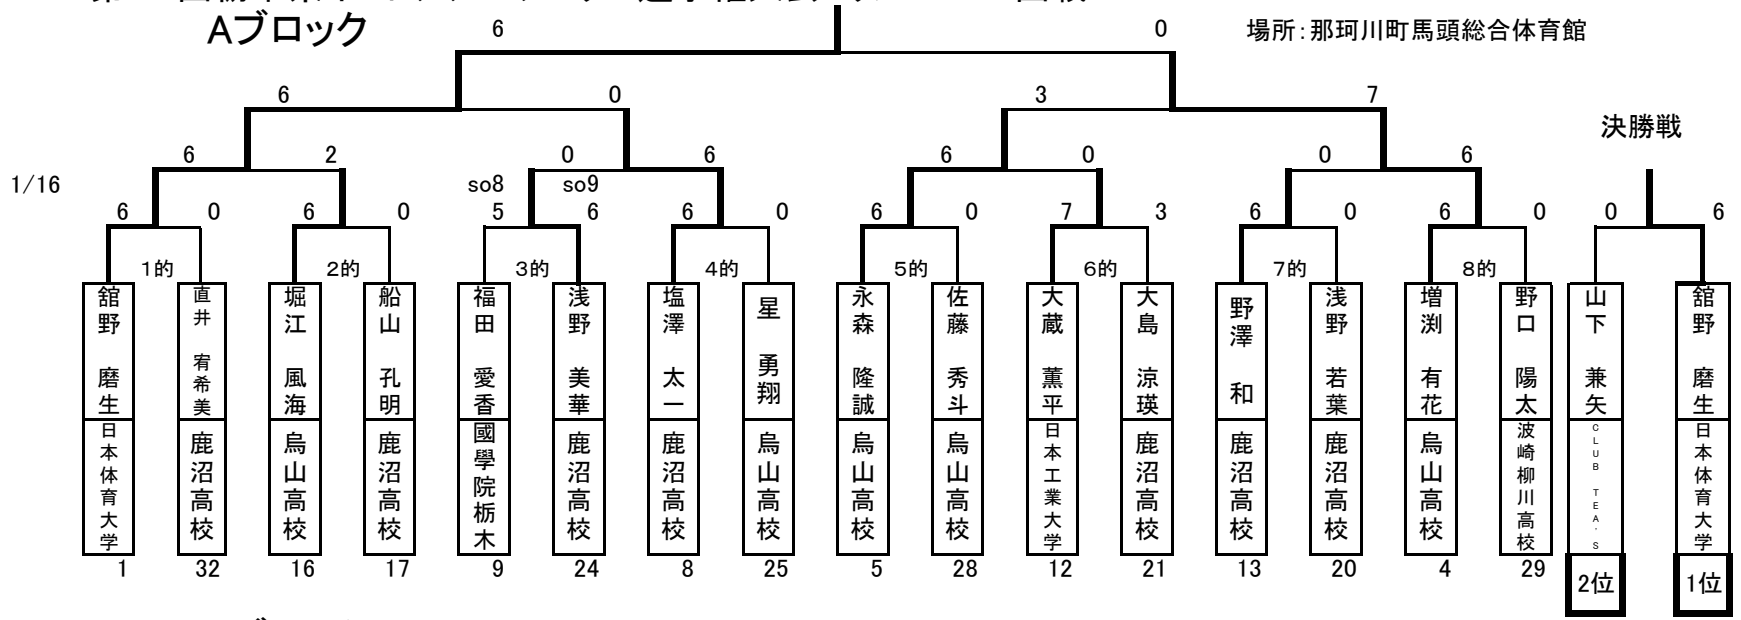 Aブロック
6 0 場所：那珂川町馬頭総合体育館
6 0 3 7
決勝戦
6 2 0 6 6 0 0 6
1/16
so8 so9
6 0 6 0 5 6 6 0 6 0 7 3 6 0 6 0 0 6
1的 2的 3的 4的 5的 6的 7的 8的
舘野 磨生
日本体育大学
1
直井 宥希美
鹿沼高校
32
堀江 風海
烏山高校
16
船山 孔明
鹿沼高校
17
福田 愛香
國學院栃木
9
浅野 美華
鹿沼高校
24
塩澤 太一
鹿沼高校
8
星 勇翔
烏山高校
25
永森 隆誠
烏山高校
5
佐藤 秀斗
烏山高校
28
大蔵 薫平
日本工業大学
12
大島 涼瑛
鹿沼高校
21
野澤 和
鹿沼高校
13
浅野 若葉
鹿沼高校
20
増渕 有花
烏山高校
4
野口 陽太
波崎柳川高校
29
山下 兼矢
CLUB TEA'S
2位
舘野 磨生
日本体育大学
1位